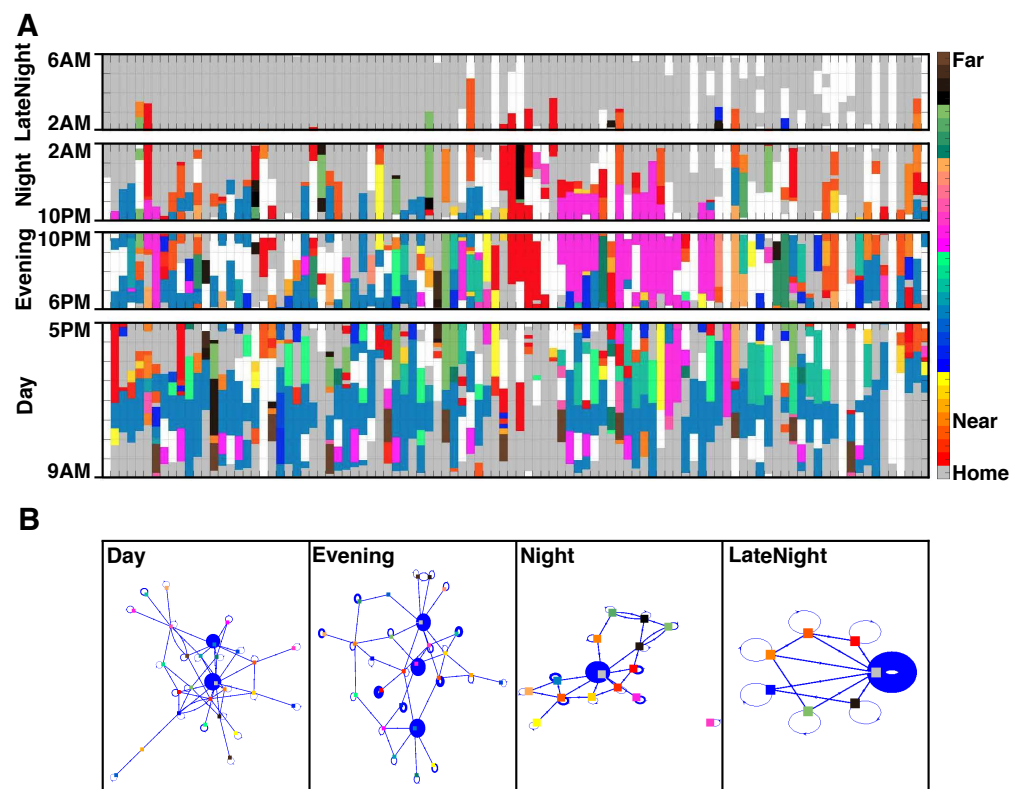 A
LateNight
6AM
2AM
Night
2AM
10PM
Evening
10PM
6PM
Day
5PM
9AM
Far
Near
Home
B
Day
Evening
Night
LateNight